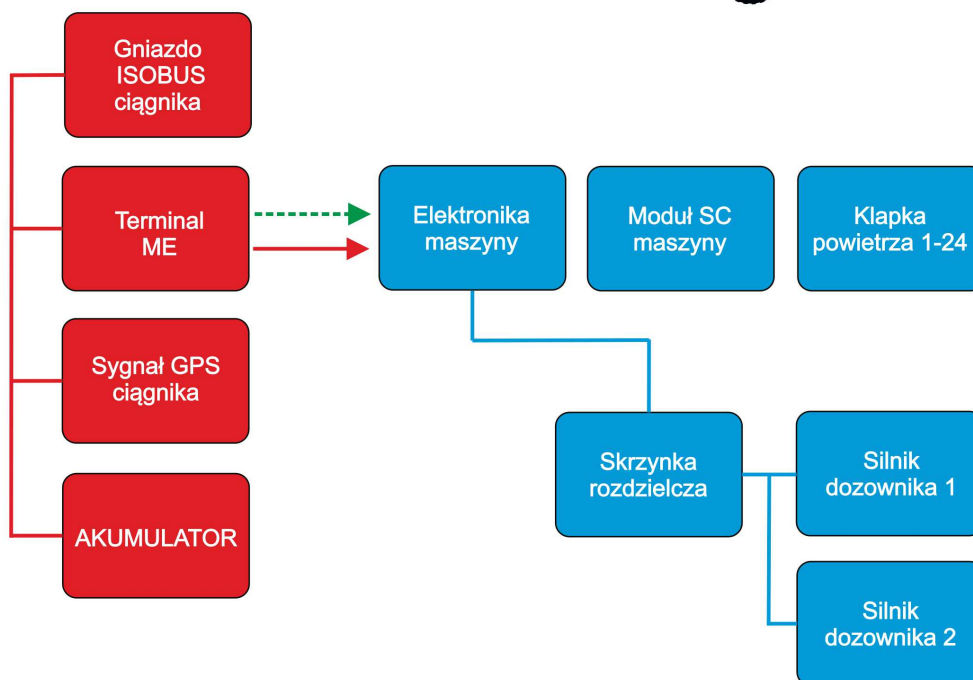 Gniazdo
ISOBUS
ciągnika
Terminal
ME
Elektronika
maszyny
Moduł SC
maszyny
Klapka
powietrza 1-24
Sygnał GPS
ciągnika
Skrzynka
rozdzielcza
Silnik
dozownika 1
AKUMULATOR
Silnik
dozownika 2